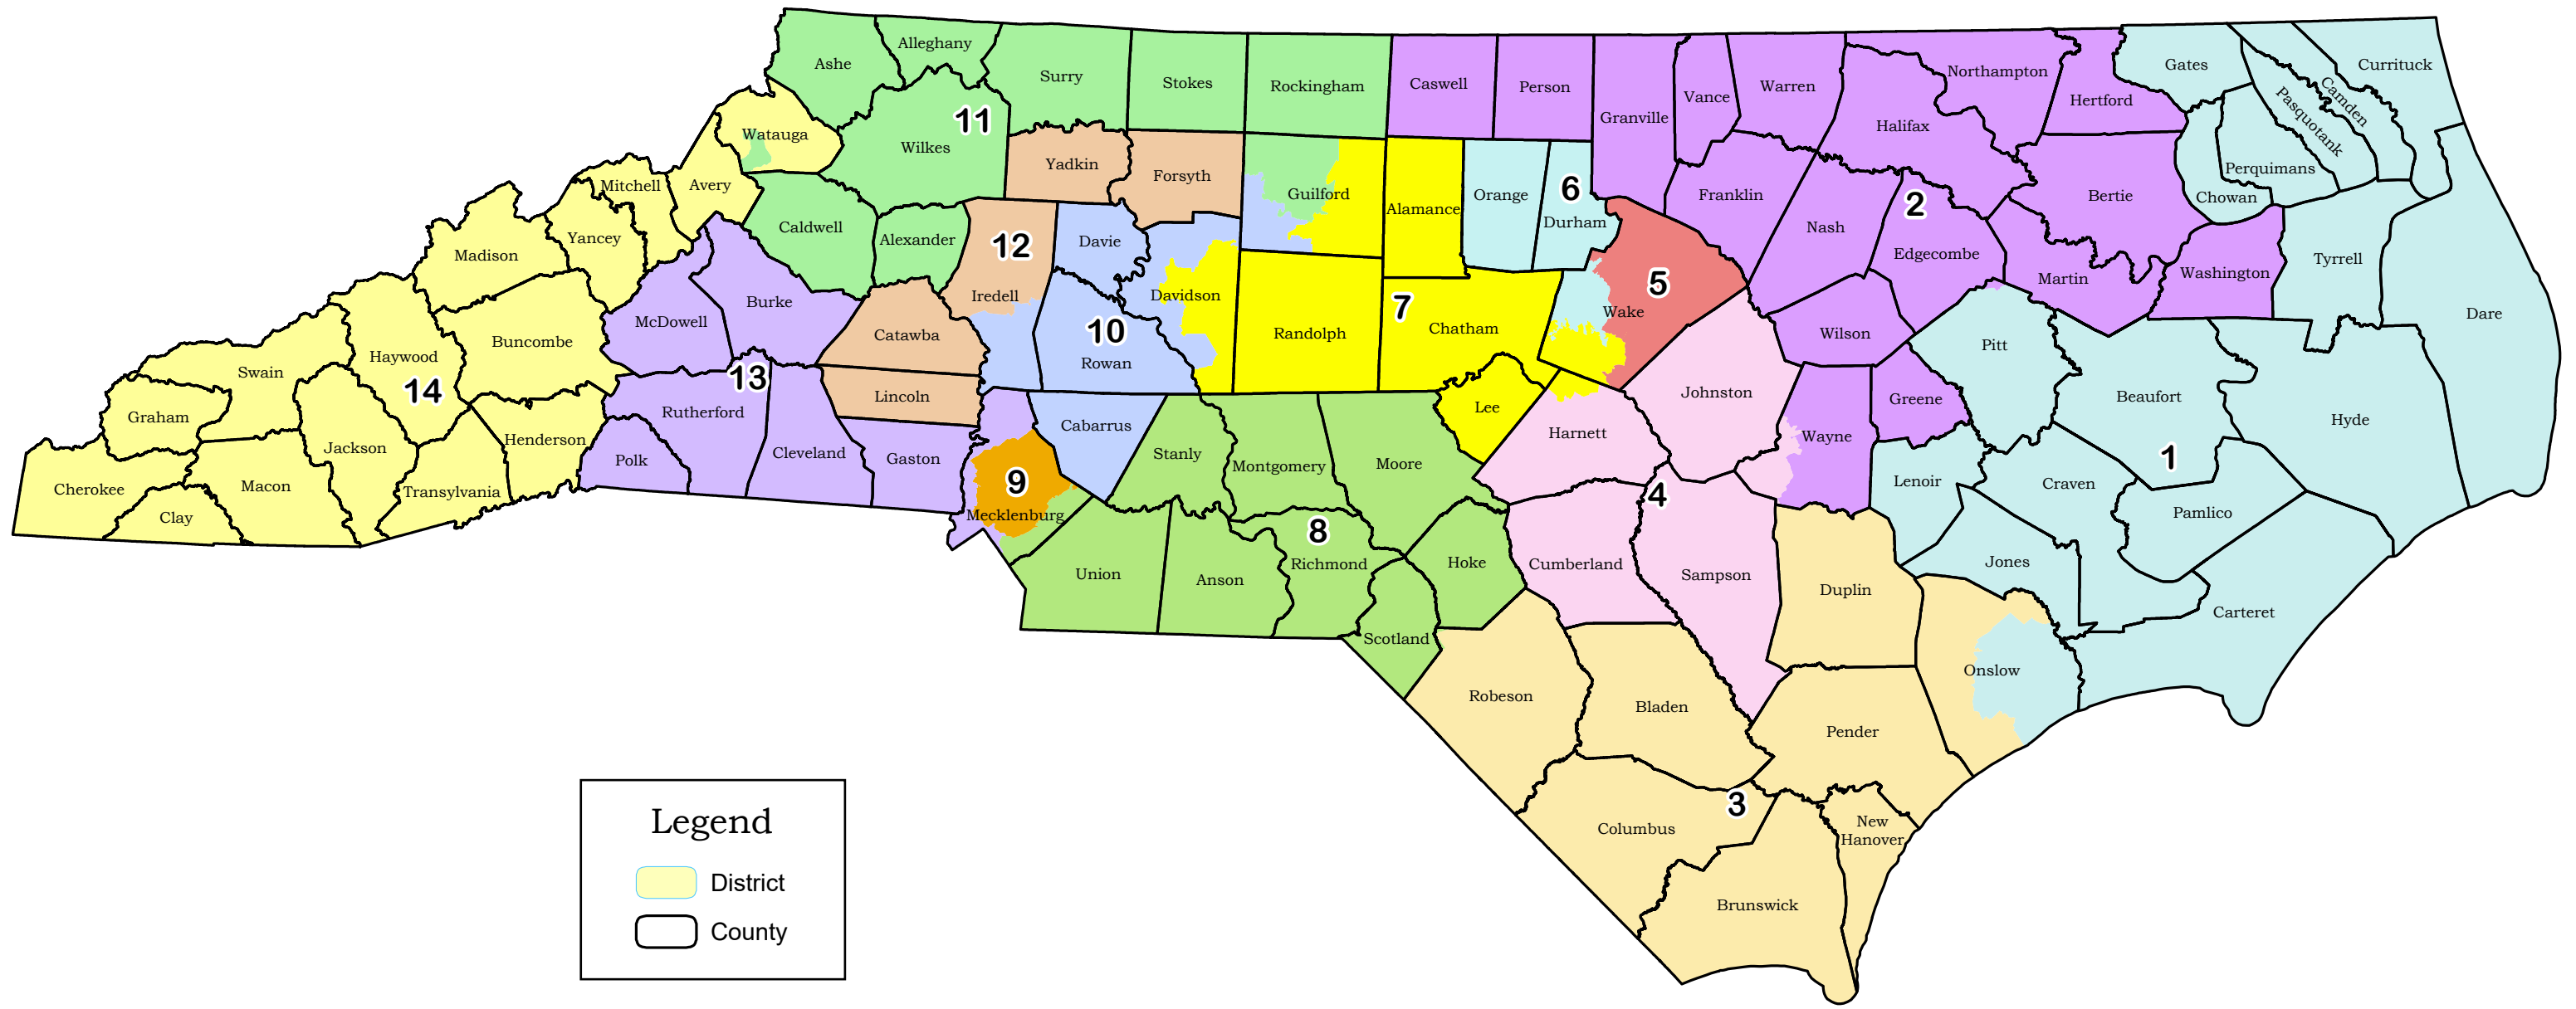 Ashe
Alleghany
Surry
Stokes
Rockingham
Caswell
Person
Granville
Vance
Warren
Northampton
Hertford
Gates
Camden
Currituck
Pasquotank
Perquimans
Chowan
Halifax
Bertie
Watauga
Wilkes
11
Yadkin
Forsyth
Guilford
Alamance
Orange
6
Durham
Franklin
Nash
2
Edgecombe
Martin
Washington
Tyrrell
Dare
Mitchell
Avery
Caldwell
Alexander
12
Iredell
Davie
Davidson
Madison
Yancey
McDowell
Burke
Catawba
10
Rowan
Randolph
7
Chatham
5
Wake
Wilson
Pitt
Beaufort
Hyde
Haywood
Buncombe
14
Swain
Graham
13
Rutherford
Lincoln
Cabarrus
Lee
Johnston
Harnett
Wayne
Greene
Lenoir
Craven
1
Pamlico
Cherokee
Clay
Macon
Jackson
Transylvania
Henderson
Polk
Cleveland
Gaston
9
Mecklenburg
Stanly
Montgomery
Moore
4
Union
Anson
8
Richmond
Hoke
Scotland
Cumberland
Sampson
Duplin
Jones
Carteret
Onslow
Robeson
Bladen
Pender
3
Columbus
New
Hanover
Brunswick
Legend
District
County